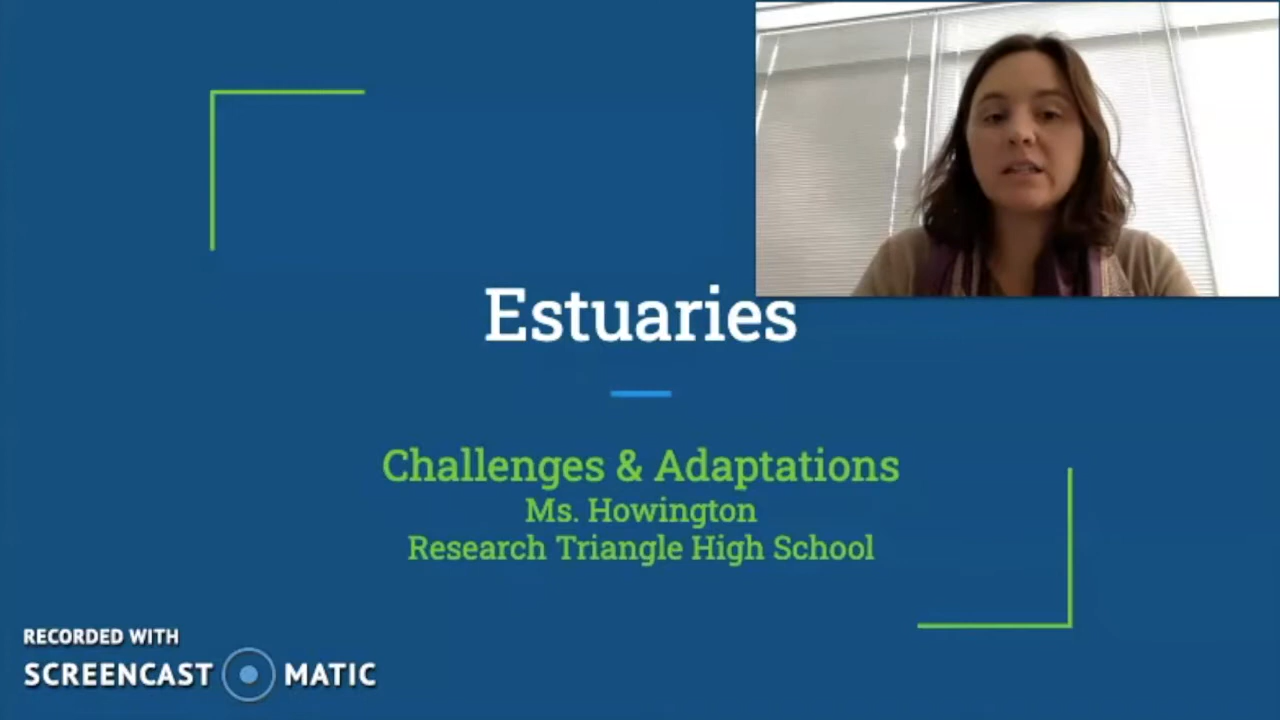 Estuaries
Challenges & Adaptations
Ms. Howington
Research Triangle High School
RECORDED WITH
SCREENCAST MATIC